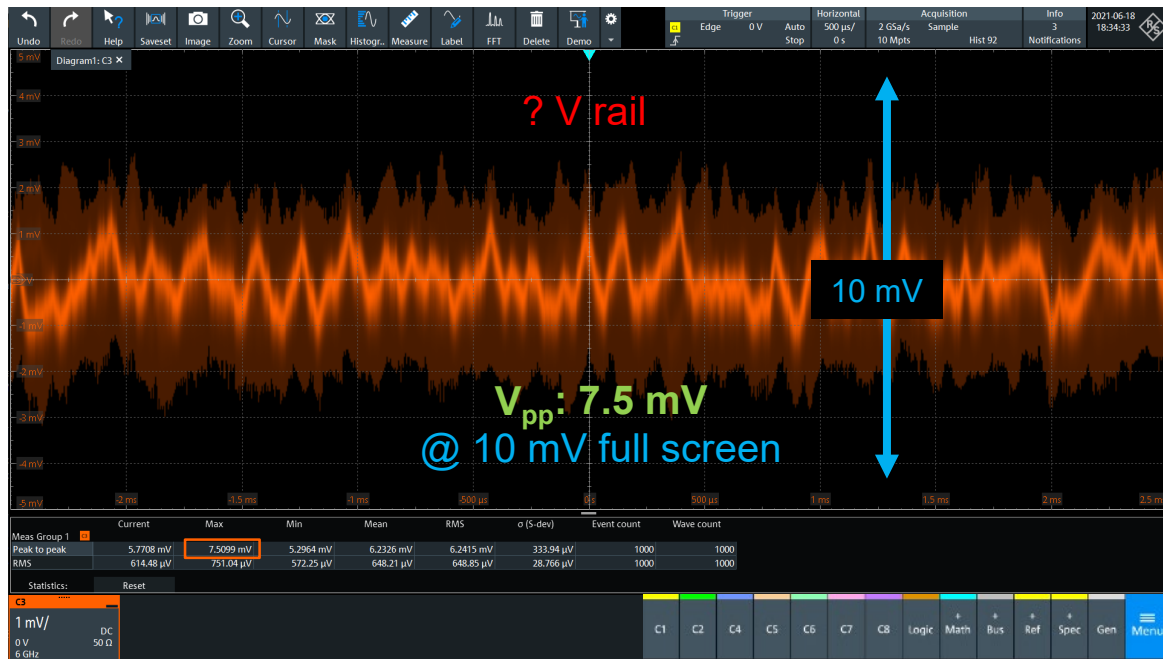 Undo Redo Help Saveset Image Zoom Cursor Mask Histogr.. Measure Label FFT Delete Demo
Trigger Horizontal Acquisition Info 2021-06-18
C1 Edge 0 V Auto 500 µs/ 2 GSa/s Sample 3 18:34:33
Stop 0 s 10 Mpts Hist 92 Notifications
5 mV Diagram1: C3 ×
4 mV
? V rail
3 mV
2 mV
1 mV
0 V
10 mV
-1 mV
-2 mV
Vpp: 7.5 mV
-3 mV
@ 10 mV full screen
-4 mV
-5 mV -2 ms -1.5 ms -1 ms -500 µs 0 s 500 µs 1 ms 1.5 ms 2 ms 2.5 m
Current Max Min Mean RMS σ (S-dev) Event count Wave count
Meas Group 1
Peak to peak 5.7708 mV 7.5099 mV 5.2964 mV 6.2326 mV 6.2415 mV 333.94 µV 1000 1000
RMS 614.48 µV 751.04 µV 572.25 µV 648.21 µV 648.85 µV 28.766 µV 1000 1000
Statistics: Reset
C3
1 mV/ DC
0 V 50 Ω
6 GHz
C1 C2 C4 C5 C6 C7 C8 Logic + Math + Bus + Ref + Spec Gen Menu